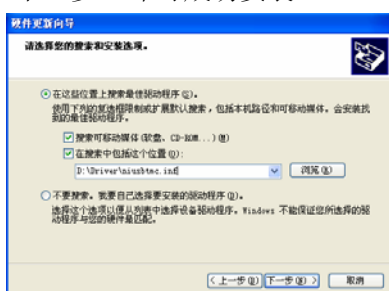 硬件更新向导
请选择您的搜索和安装选项。
在这些位置上搜索最佳驱动程序(S)。
使用下列的复选框限制或扩展默认搜索，包括本机路径和可移动媒体。会安装找
到的最佳驱动程序。
搜索可移动媒体(软盘、CD-ROM...)(M)
在搜索中包括这个位置(O):
D:\Driver\niusbtmc.inf
浏览(R)
不要搜索。我要自己选择要安装的驱动程序(D)。
选择这个选项以便从列表中选择设备驱动程序。Windows 不能保证您所选择的驱
动程序与您的硬件最匹配。
< 上一步(B) 下一步(N) > 取消